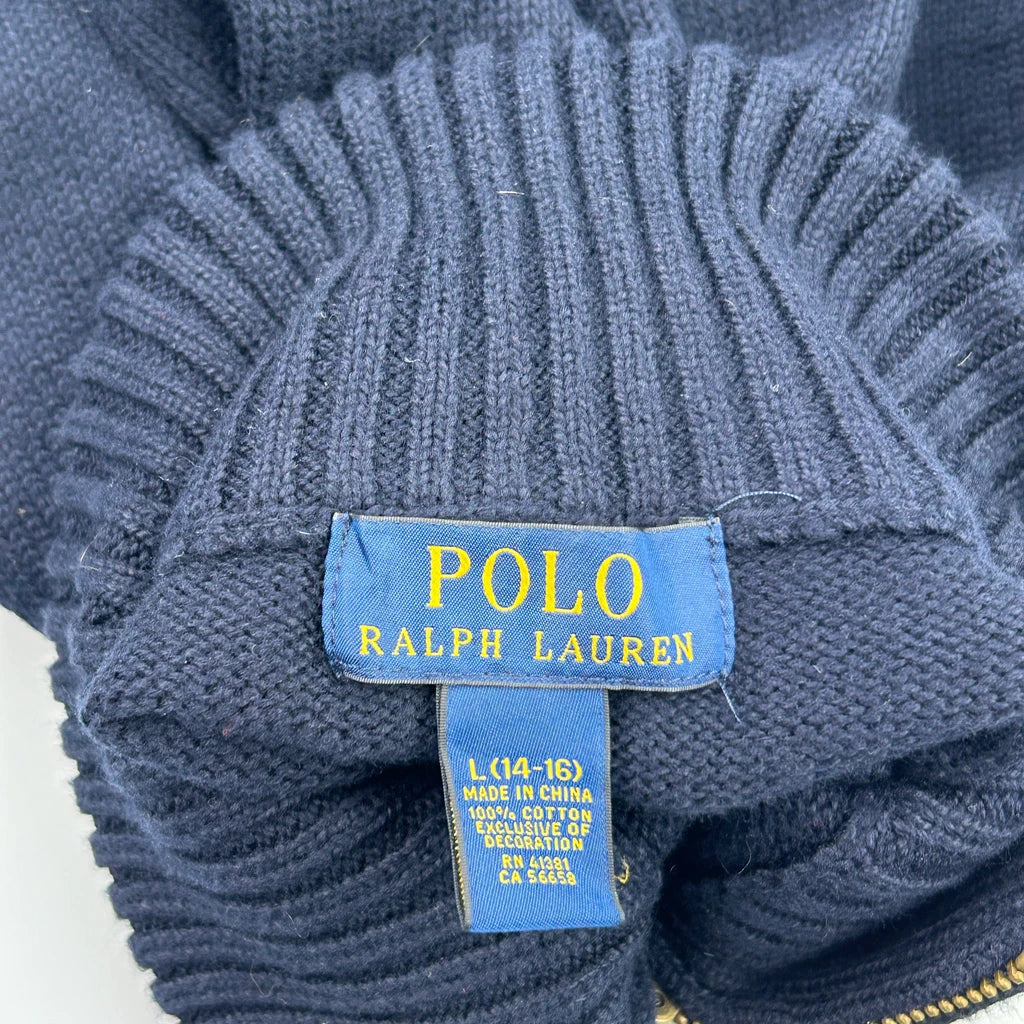 POLO
RALPH LAUREN
L (14-16)
MADE IN CHINA
100% COTTON
EXCLUSIVE OF
DECORATION
RN 41381
CA 56658